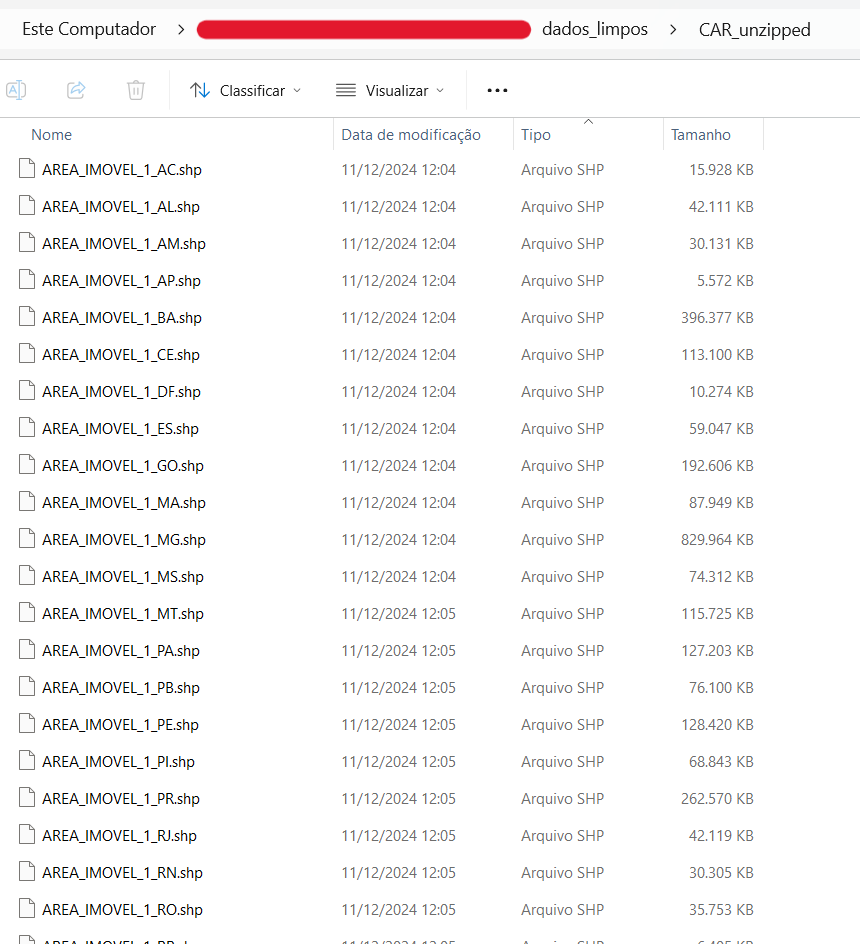 Este Computador > dados_limpos > CAR_unzipped
Classificar Visualizar •••
Nome Data de modificação Tipo Tamanho
AREA_IMOVEL_1_AC.shp 11/12/2024 12:04 Arquivo SHP 15.928 KB
AREA_IMOVEL_1_AL.shp 11/12/2024 12:04 Arquivo SHP 42.111 KB
AREA_IMOVEL_1_AM.shp 11/12/2024 12:04 Arquivo SHP 30.131 KB
AREA_IMOVEL_1_AP.shp 11/12/2024 12:04 Arquivo SHP 5.572 KB
AREA_IMOVEL_1_BA.shp 11/12/2024 12:04 Arquivo SHP 396.377 KB
AREA_IMOVEL_1_CE.shp 11/12/2024 12:04 Arquivo SHP 113.100 KB
AREA_IMOVEL_1_DF.shp 11/12/2024 12:04 Arquivo SHP 10.274 KB
AREA_IMOVEL_1_ES.shp 11/12/2024 12:04 Arquivo SHP 59.047 KB
AREA_IMOVEL_1_GO.shp 11/12/2024 12:04 Arquivo SHP 192.606 KB
AREA_IMOVEL_1_MA.shp 11/12/2024 12:04 Arquivo SHP 87.949 KB
AREA_IMOVEL_1_MG.shp 11/12/2024 12:04 Arquivo SHP 829.964 KB
AREA_IMOVEL_1_MS.shp 11/12/2024 12:04 Arquivo SHP 74.312 KB
AREA_IMOVEL_1_MT.shp 11/12/2024 12:05 Arquivo SHP 115.725 KB
AREA_IMOVEL_1_PA.shp 11/12/2024 12:05 Arquivo SHP 127.203 KB
AREA_IMOVEL_1_PB.shp 11/12/2024 12:05 Arquivo SHP 76.100 KB
AREA_IMOVEL_1_PE.shp 11/12/2024 12:05 Arquivo SHP 128.420 KB
AREA_IMOVEL_1_PI.shp 11/12/2024 12:05 Arquivo SHP 68.843 KB
AREA_IMOVEL_1_PR.shp 11/12/2024 12:05 Arquivo SHP 262.570 KB
AREA_IMOVEL_1_RJ.shp 11/12/2024 12:05 Arquivo SHP 42.119 KB
AREA_IMOVEL_1_RN.shp 11/12/2024 12:05 Arquivo SHP 30.305 KB
AREA_IMOVEL_1_RO.shp 11/12/2024 12:05 Arquivo SHP 35.753 KB